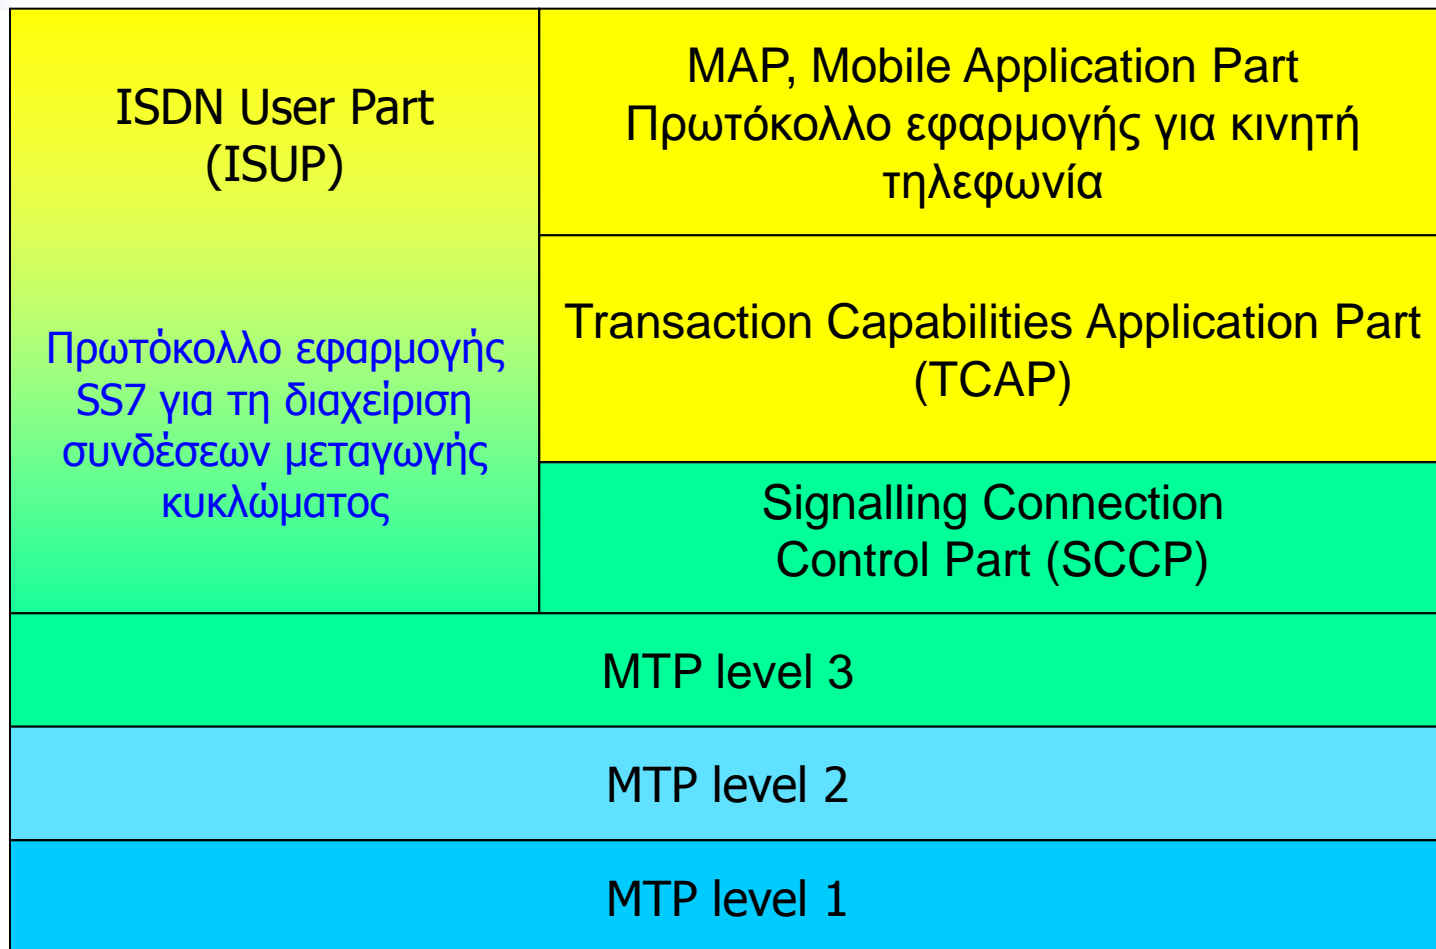 ISDN User Part
(ISUP)
Πρωτόκολλο εφαρμογής
SS7 για τη διαχείριση
συνδέσεων μεταγωγής
κυκλώματος
MAP, Mobile Application Part
Πρωτόκολλο εφαρμογής για κινητή
τηλεφωνία
Transaction Capabilities Application Part
(TCAP)
Signalling Connection
Control Part (SCCP)
MTP level 3
MTP level 2
MTP level 1